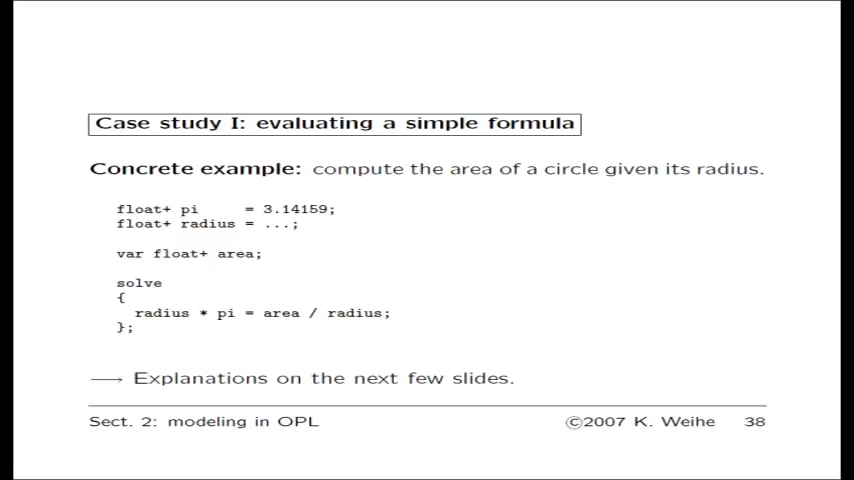 Case study I: evaluating a simple formula
Concrete example: compute the area of a circle given its radius.
float+ pi     = 3.14159;
float+ radius = ...;
var float+ area;
solve
{
  radius * pi = area / radius;
};
⟶ Explanations on the next few slides.
Sect. 2: modeling in OPL ©2007 K. Weihe 38